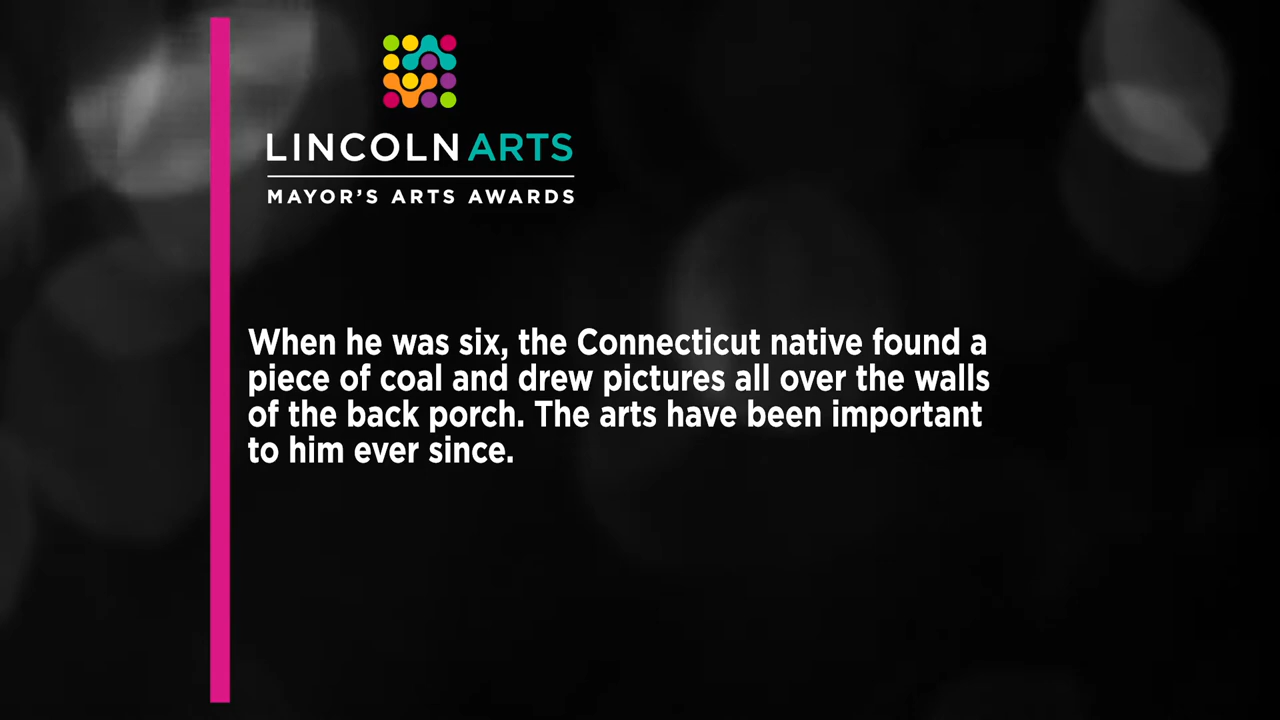 LINCOLN ARTS
MAYOR'S ARTS AWARDS
When he was six, the Connecticut native found a
piece of coal and drew pictures all over the walls
of the back porch. The arts have been important
to him ever since.